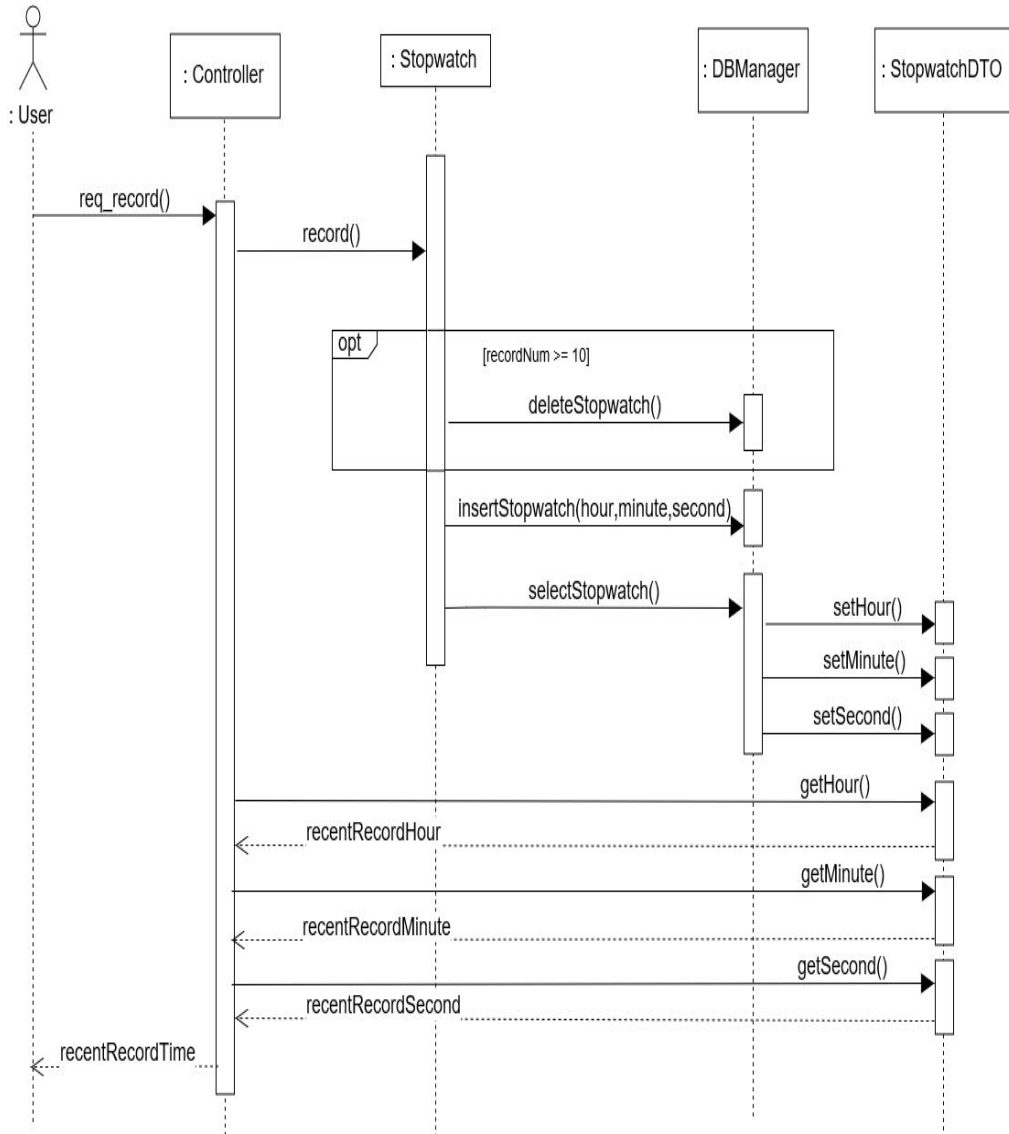 : User
: Controller
: Stopwatch
: DBManager
: StopwatchDTO
req_record()
record()
opt
[recordNum >= 10]
deleteStopwatch()
insertStopwatch(hour,minute,second)
selectStopwatch()
setHour()
setMinute()
setSecond()
getHour()
recentRecordHour
getMinute()
recentRecordMinute
getSecond()
recentRecordSecond
recentRecordTime